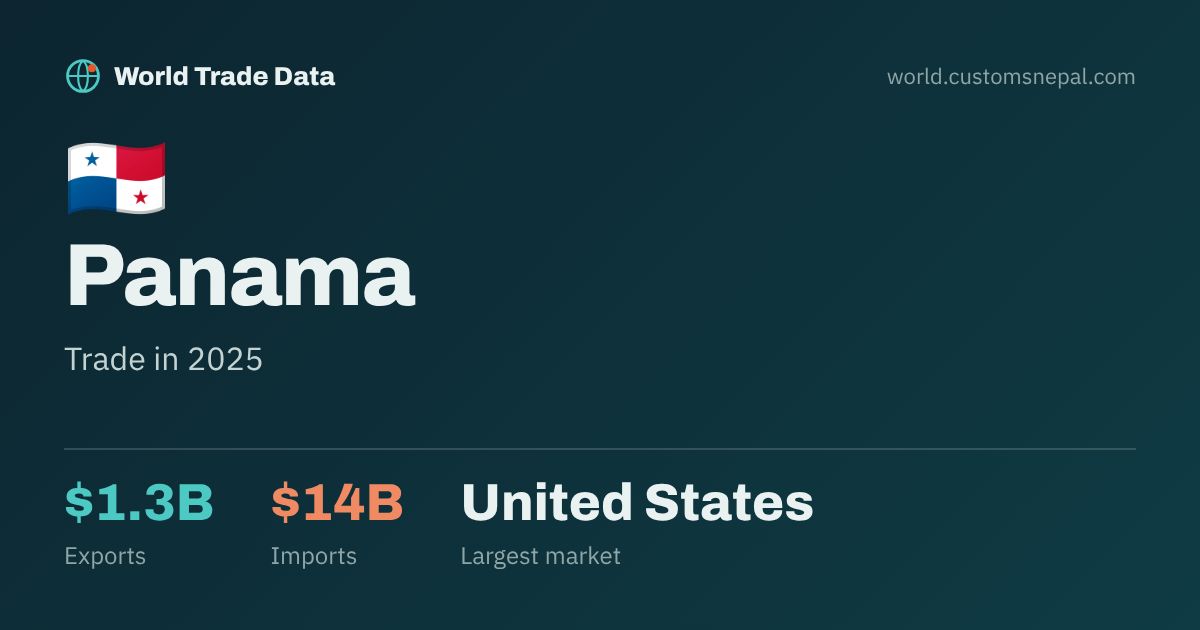 World Trade Data
world.customsnepal.com
Panama
Trade in 2025
$1.3B $14B United States
Exports Imports Largest market